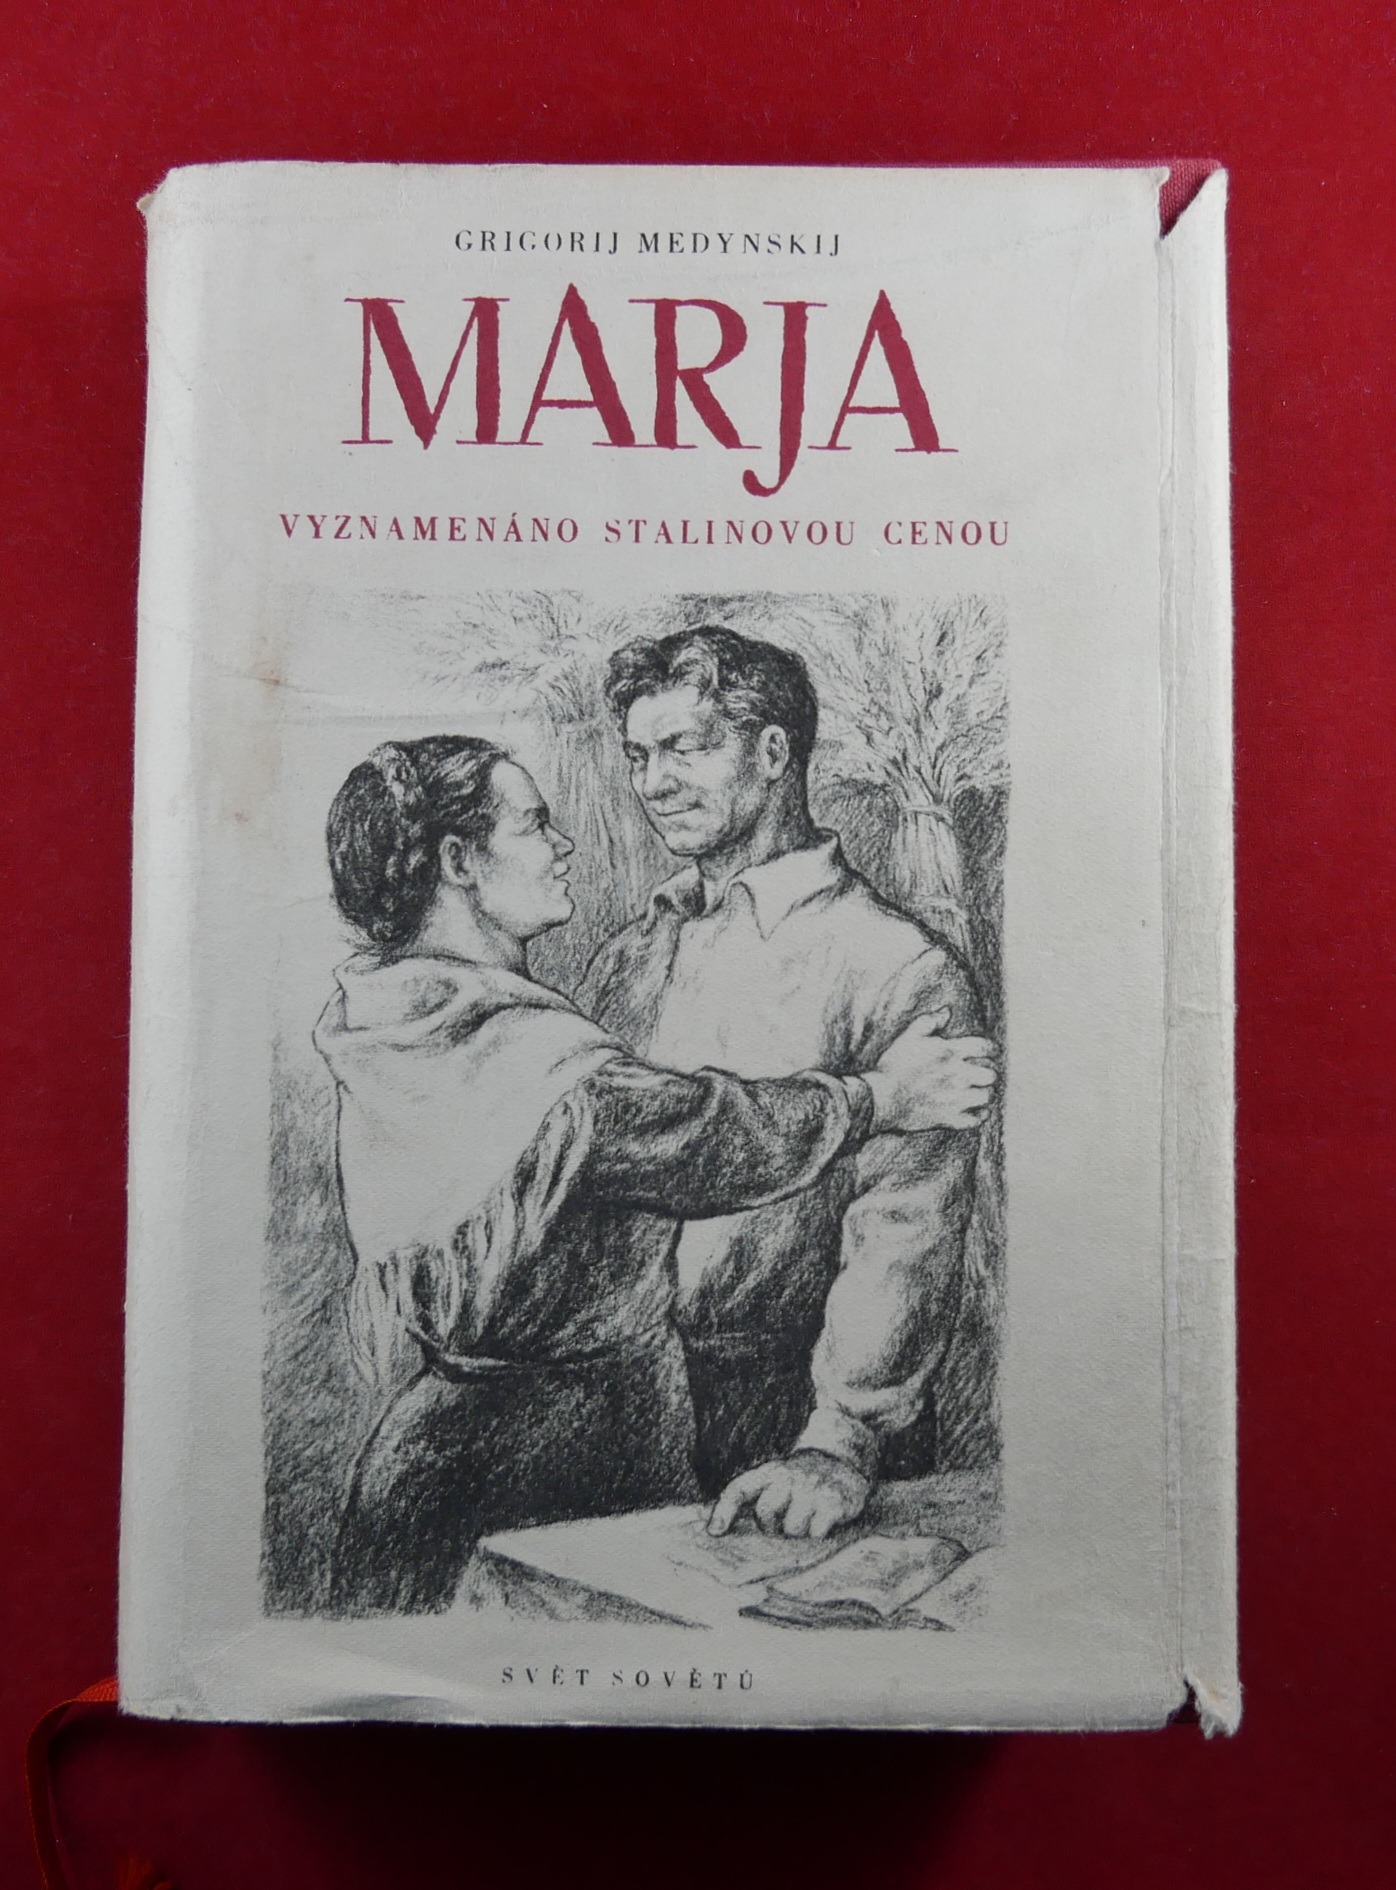 GRIGORIJ MEDYNSKIJ
MARJA
VYZNAMENÁNO STALINOVOU CENOU
SVĚT SOVĚTŮ